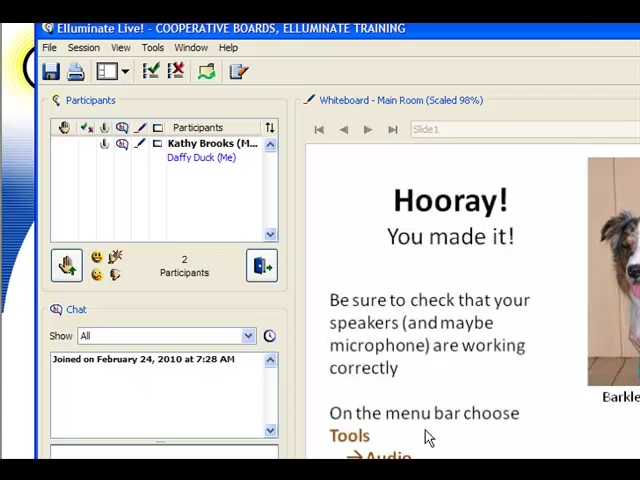 Elluminate Live! - COOPERATIVE BOARDS, ELLUMINATE TRAINING
File Session View Tools Window Help
Participants
Participants
Kathy Brooks (M...
Daffy Duck (Me)
2
Participants
Chat
Show All
Joined on February 24, 2010 at 7:28 AM
Whiteboard - Main Room (Scaled 98%)
Slide1
Hooray!
You made it!
Be sure to check that your
speakers (and maybe
microphone) are working
correctly
On the menu bar choose
Tools
→Audio
Barkle